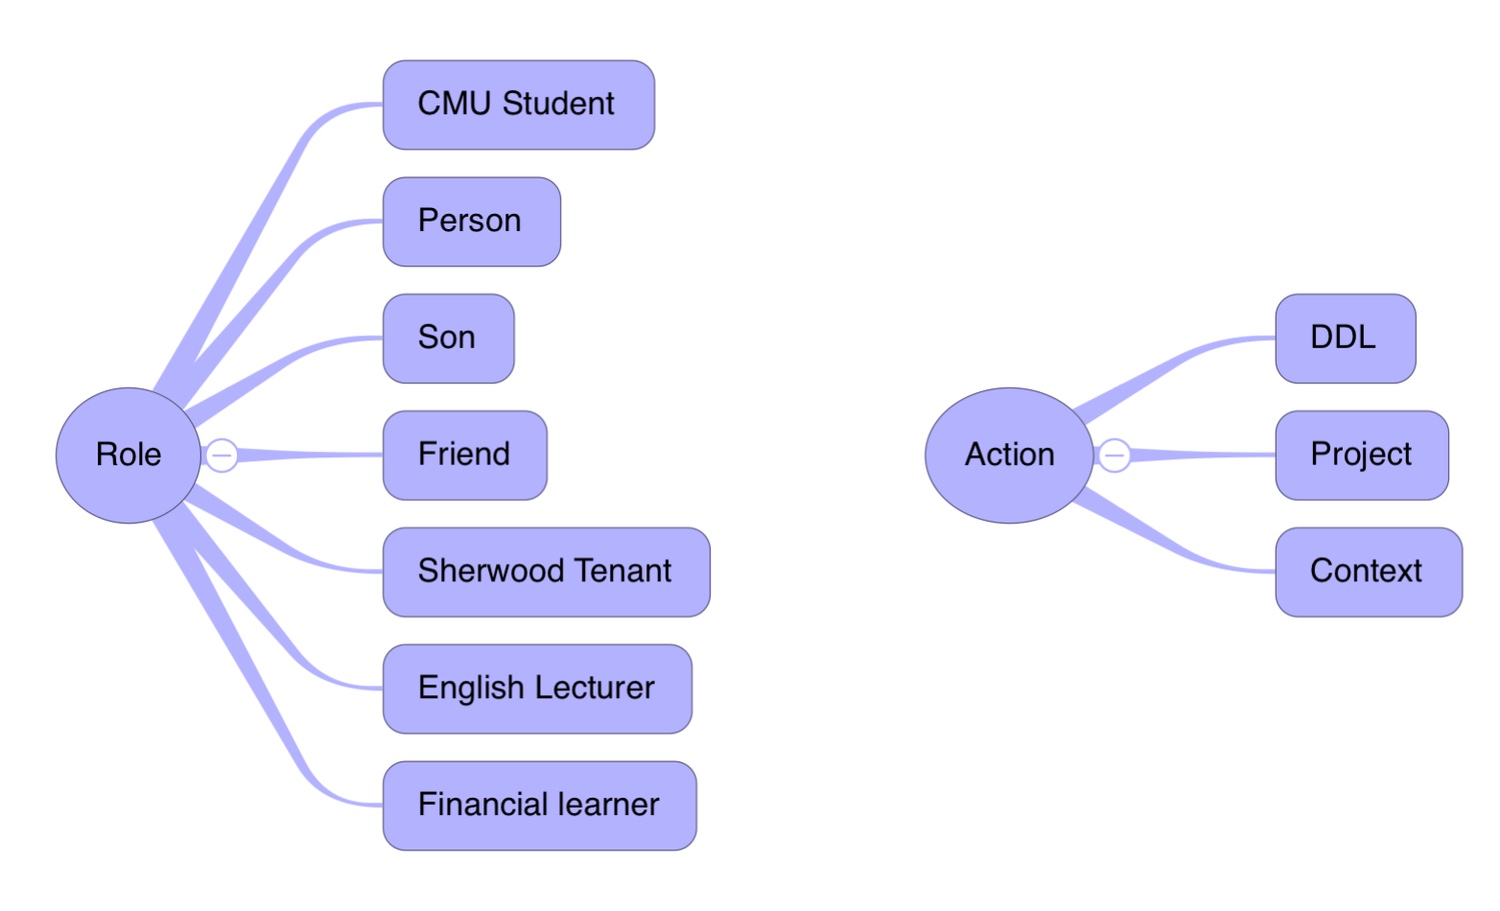 Role
CMU Student
Person
Son
Friend
Sherwood Tenant
English Lecturer
Financial learner
Action
DDL
Project
Context